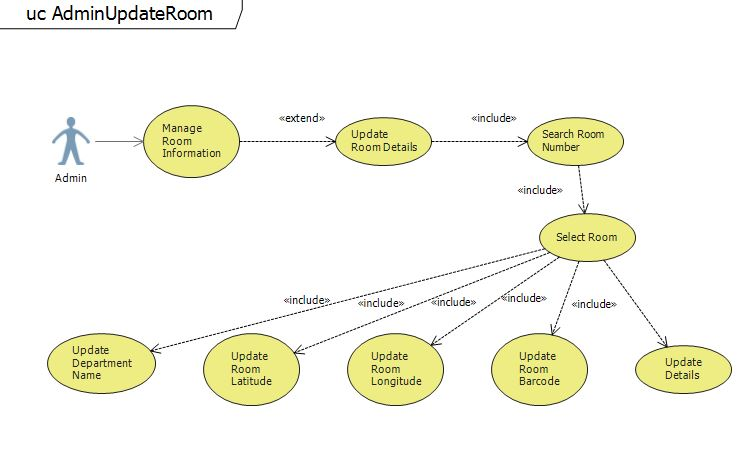 uc AdminUpdateRoom
«extend»
«include»
Manage
Room
Information
Update
Room Details
Search Room
Number
Admin
«include»
Select Room
«include»
«include»
«include»
«include»
«include»
Update
Department
Name
Update
Room
Latitude
Update
Room
Longitude
Update
Room
Barcode
Update
Details